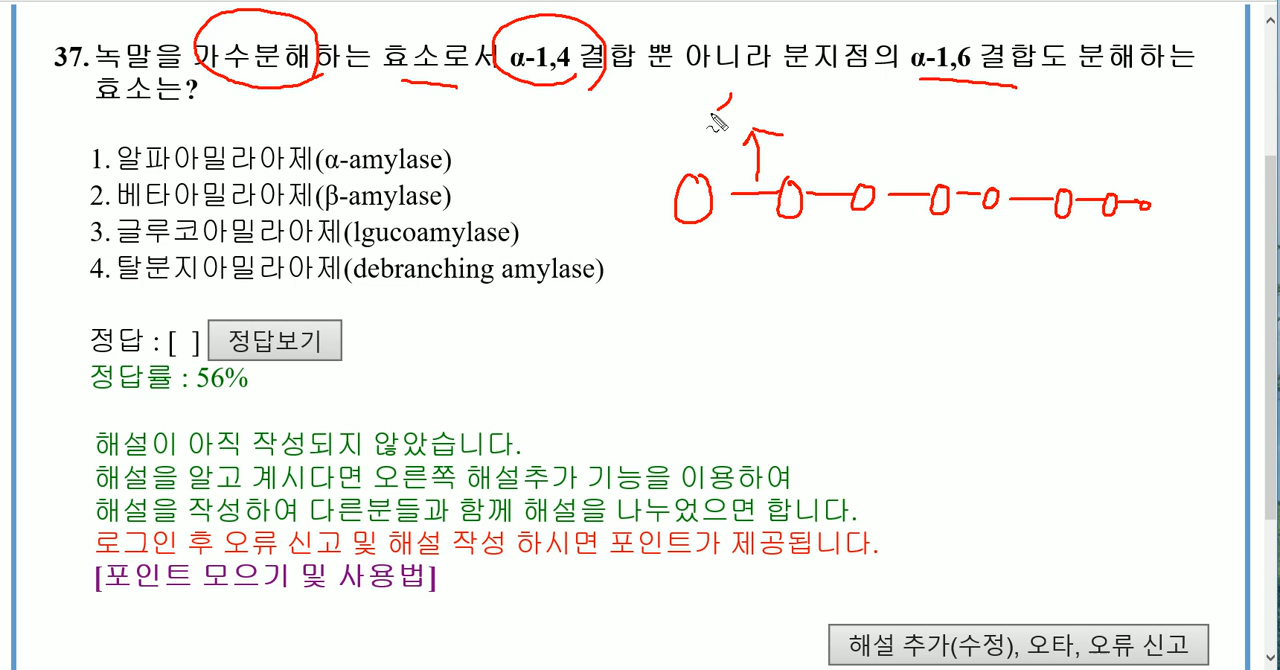 37. 녹말을 가수분해하는 효소로서 α-1,4 결합 뿐 아니라 분지점의 α-1,6 결합도 분해하는
효소는?
1. 알파아밀라아제(α-amylase)
2. 베타아밀라아제(β-amylase)
3. 글루코아밀라아제(lgucoamylase)
4. 탈분지아밀라아제(debranching amylase)
정답 : [ ] 정답보기
정답률 : 56%
해설이 아직 작성되지 않았습니다.
해설을 알고 계시다면 오른쪽 해설추가 기능을 이용하여
해설을 작성하여 다른분들과 함께 해설을 나누었으면 합니다.
로그인 후 오류 신고 및 해설 작성 하시면 포인트가 제공됩니다.
[포인트 모으기 및 사용법]
해설 추가(수정), 오타, 오류 신고